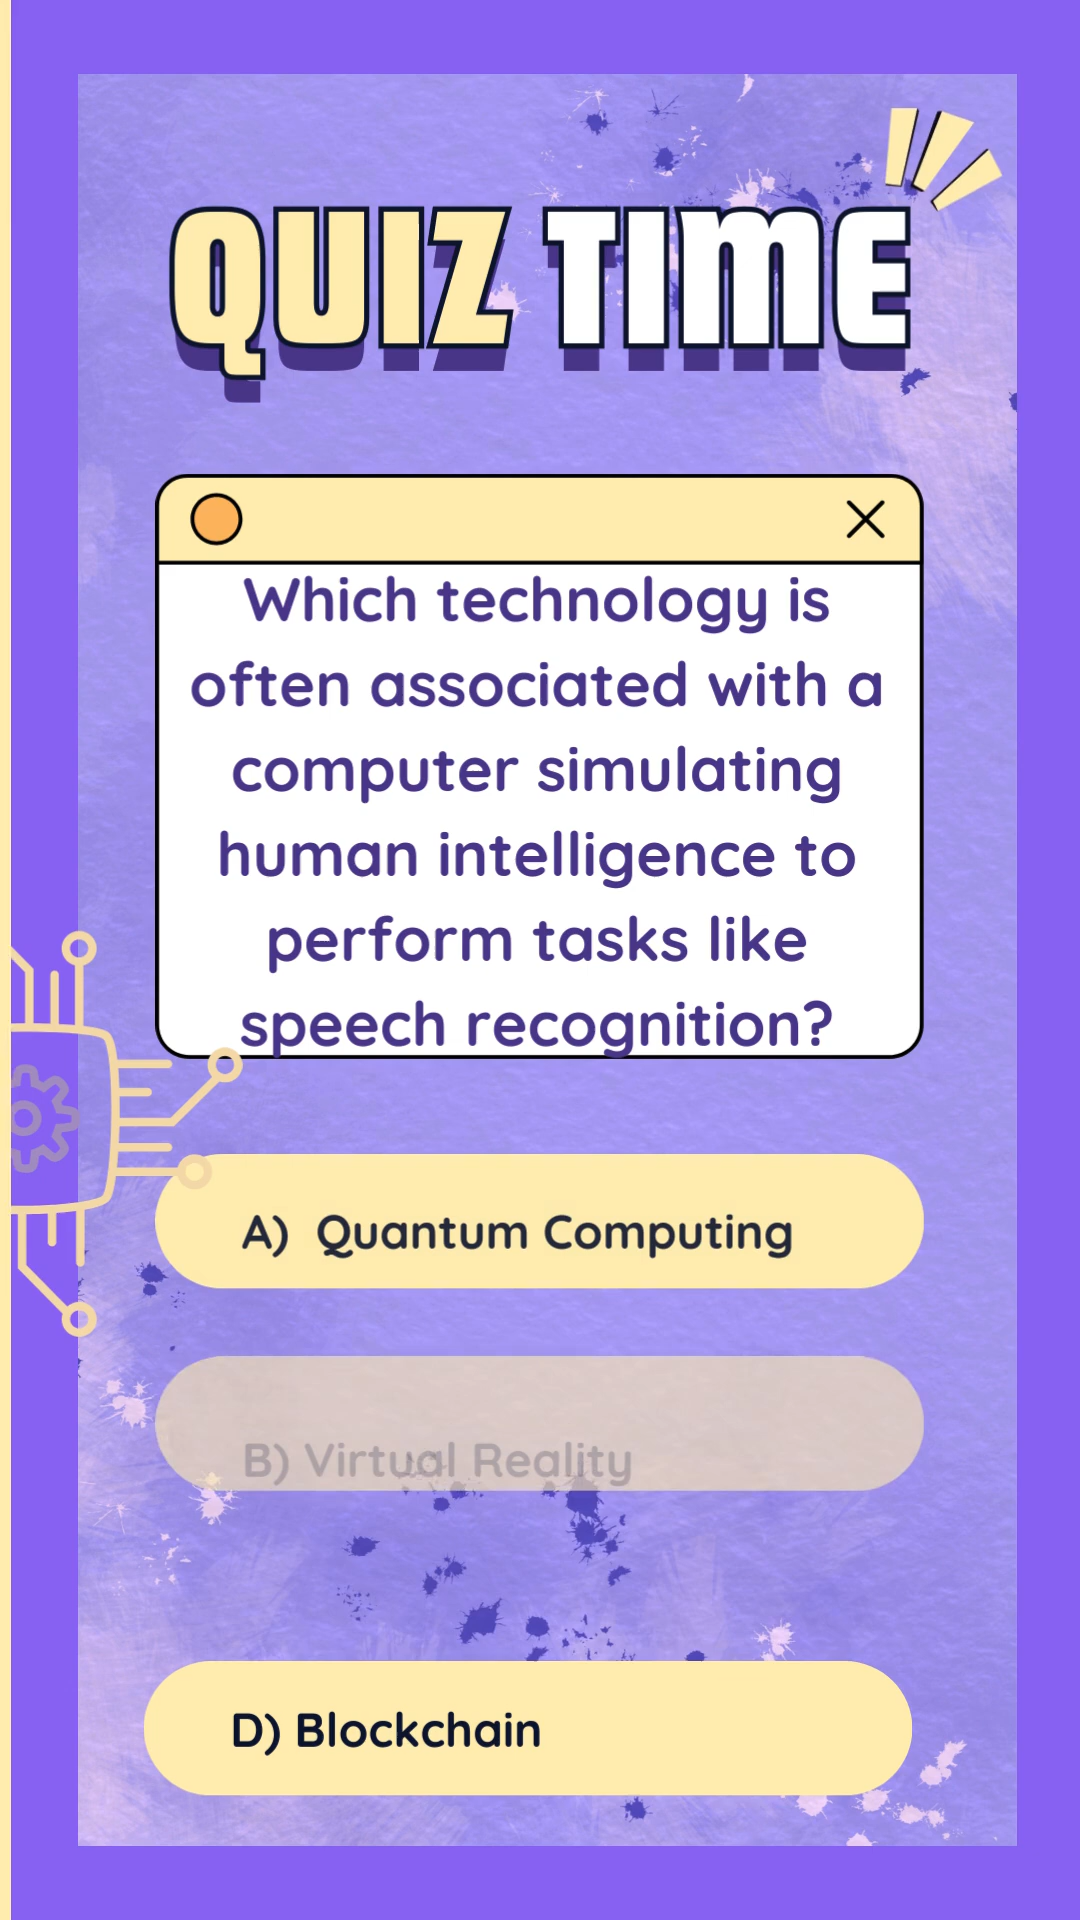 QUIZ TIME
Which technology is
often associated with a
computer simulating
human intelligence to
perform tasks like
speech recognition?
A) Quantum Computing
B) Virtual Reality
D) Blockchain